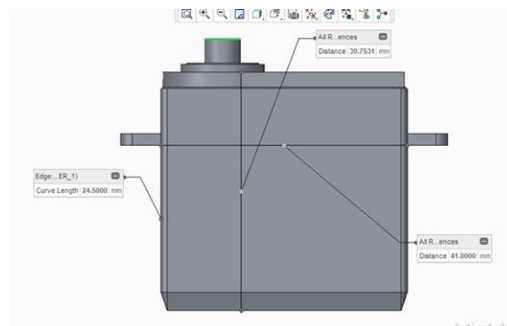 All R...ences
Distance 39.7531 mm
Edge:...ER_1)
Curve Length 24.5000 mm
All R...ences
Distance 41.0000 mm